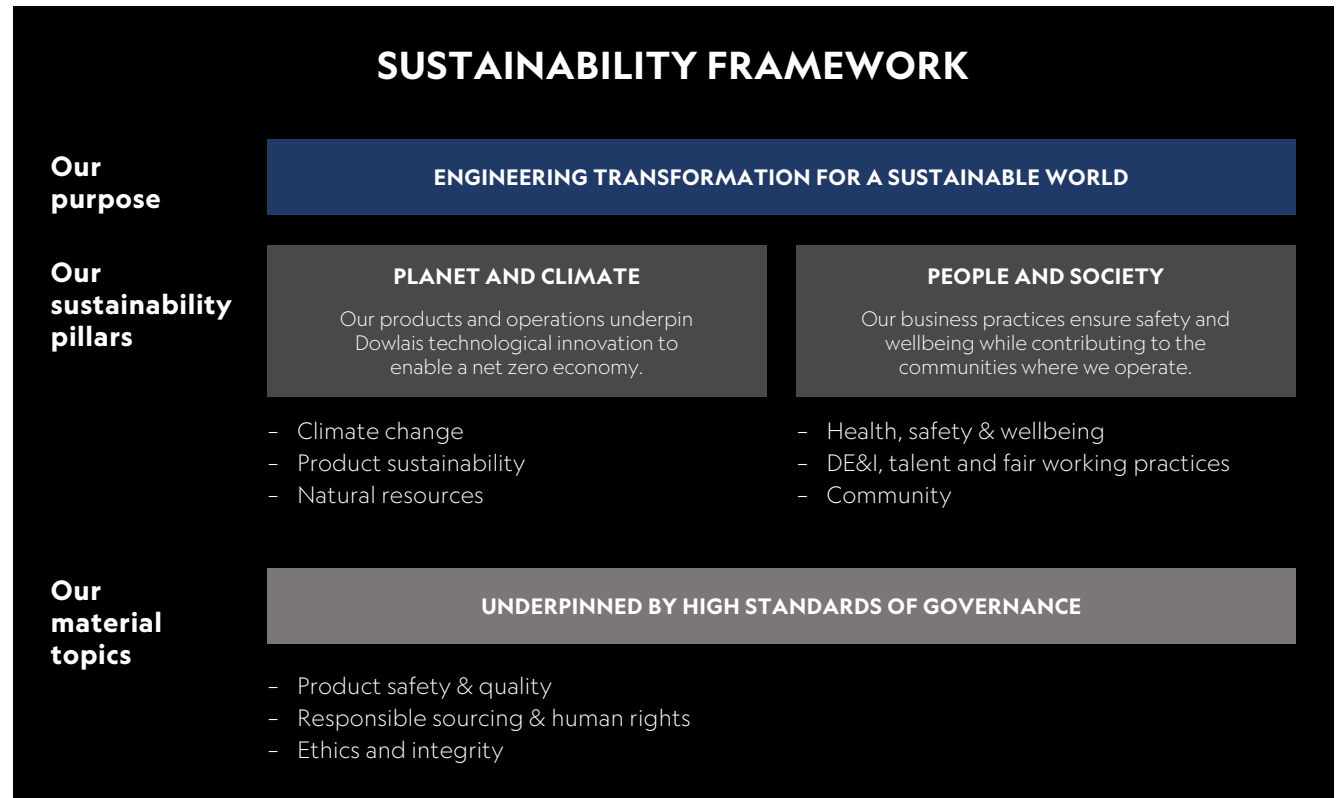 SUSTAINABILITY FRAMEWORK
Our
purpose
ENGINEERING TRANSFORMATION FOR A SUSTAINABLE WORLD
Our
sustainability
pillars
PLANET AND CLIMATE
Our products and operations underpin
Dowlais technological innovation to
enable a net zero economy.
- Climate change
- Product sustainability
- Natural resources
PEOPLE AND SOCIETY
Our business practices ensure safety and
wellbeing while contributing to the
communities where we operate.
- Health, safety & wellbeing
- DE&I, talent and fair working practices
- Community
Our
material
topics
UNDERPINNED BY HIGH STANDARDS OF GOVERNANCE
- Product safety & quality
- Responsible sourcing & human rights
- Ethics and integrity